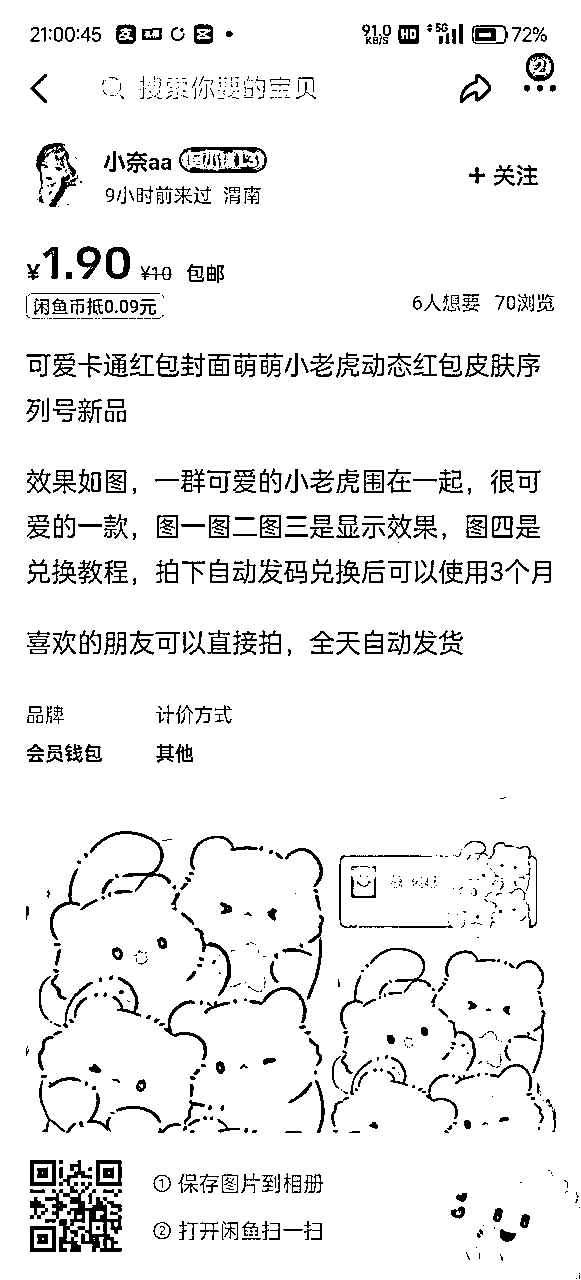 21:00:45 91.0 KB/S HD 5G 72%
搜索你要的宝贝
小奈aa
9小时前来过 渭南
+ 关注
¥1.90 ¥10 包邮
闲鱼币抵0.09元
6人想要 70浏览
可爱卡通红包封面萌萌小老虎动态红包皮肤序
列号新品
效果如图，一群可爱的小老虎围在一起，很可
爱的一款，图一图二图三是显示效果，图四是
兑换教程，拍下自动发码兑换后可以使用3个月
喜欢的朋友可以直接拍，全天自动发货
品牌 计价方式
会员钱包 其他
① 保存图片到相册
② 打开闲鱼扫一扫